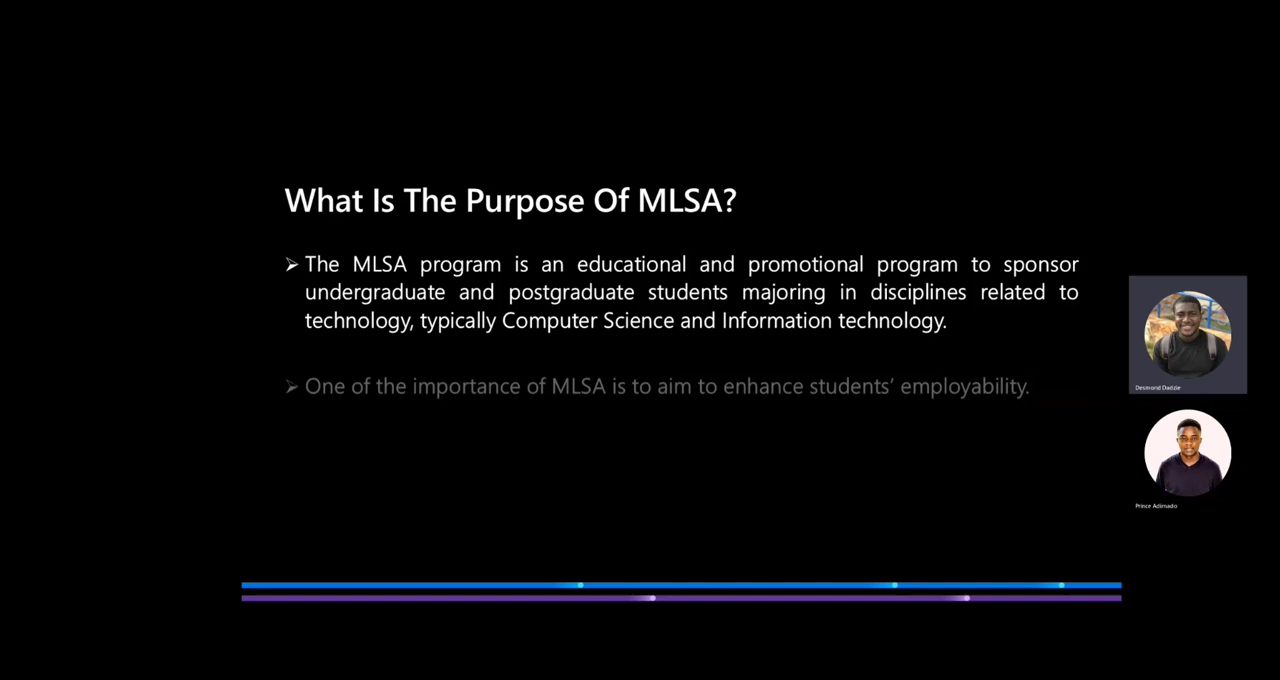 What Is The Purpose Of MLSA?
➢ The MLSA program is an educational and promotional program to sponsor
undergraduate and postgraduate students majoring in disciplines related to
technology, typically Computer Science and Information technology.
➢ One of the importance of MLSA is to aim to enhance students’ employability.
Desmond Dadzie
Prince Adimado